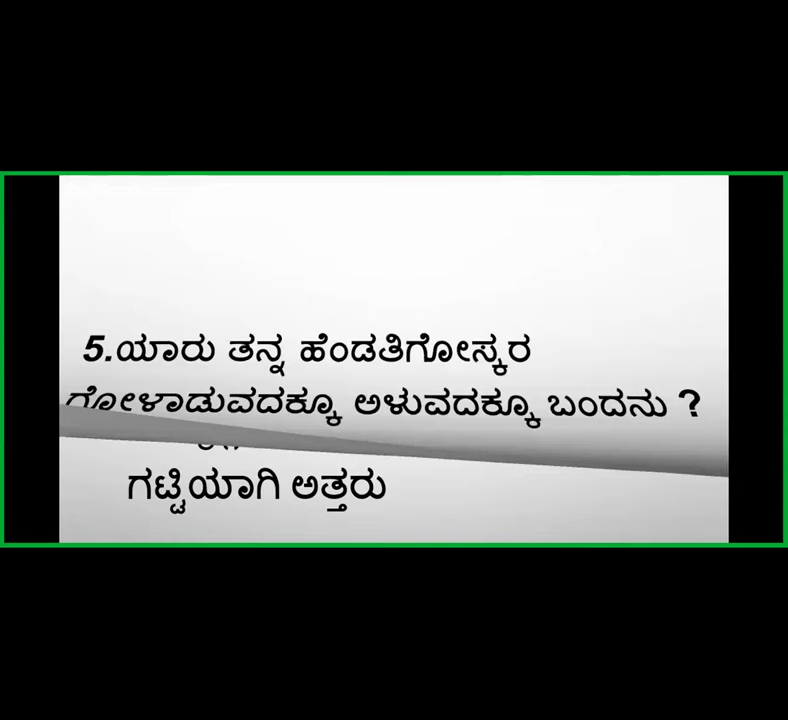 5.ಯಾರು ತನ್ನ ಹೆಂಡತಿಗೋಸ್ಕರ
ಗೋಳಾಡುವದಕ್ಕೂ ಅಳುವದಕ್ಕೂ ಬಂದನು ?
ಗಟ್ಟಿಯಾಗಿ ಅತ್ತರು